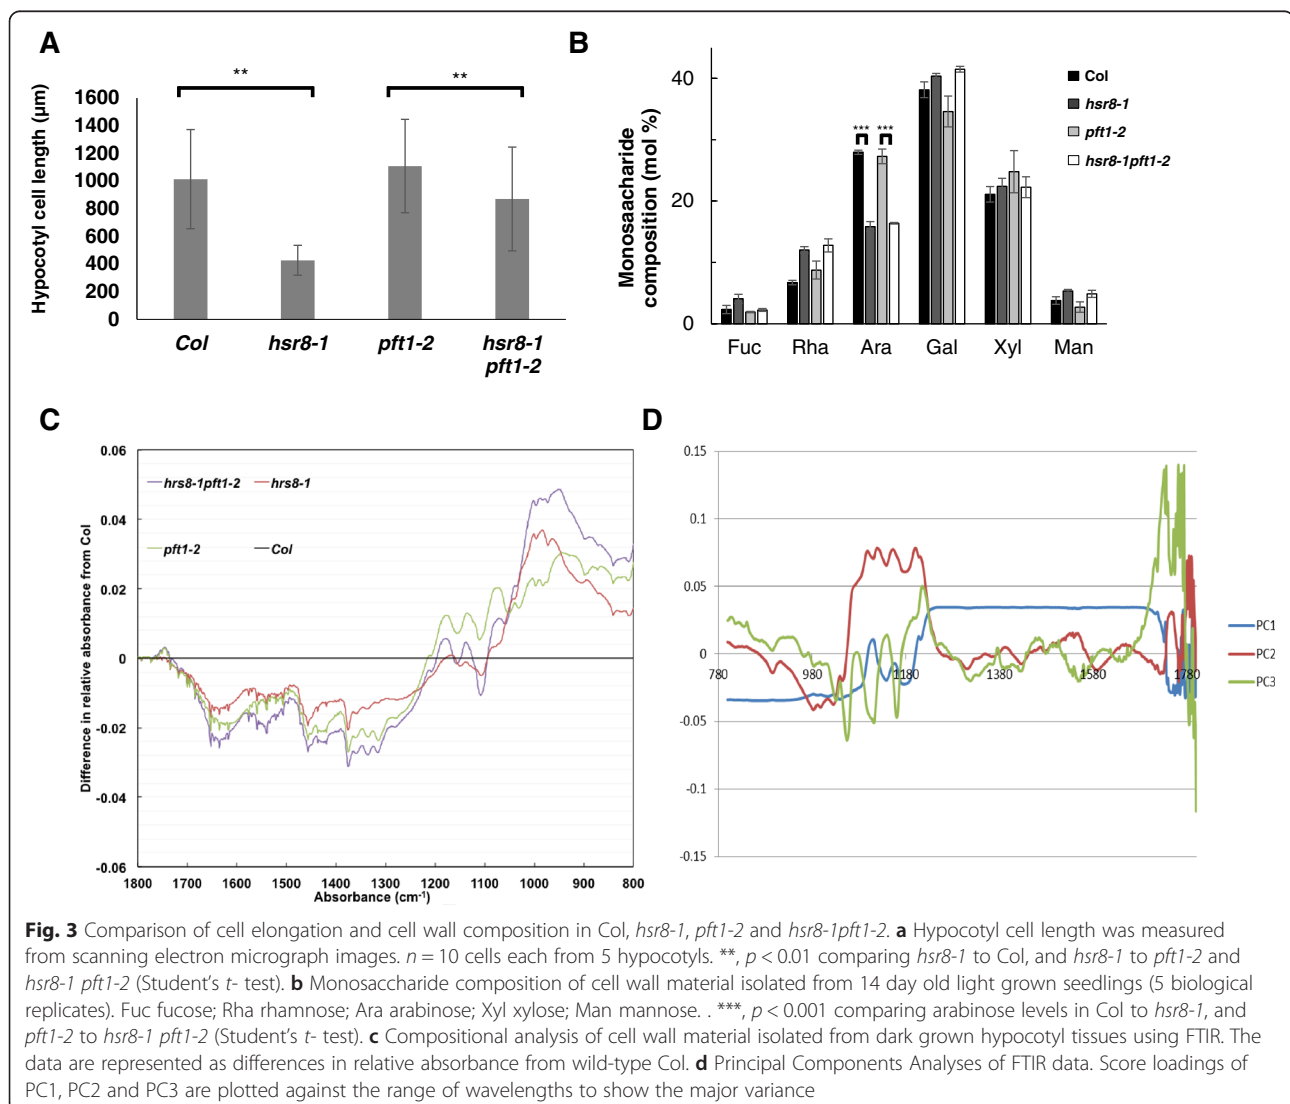 A
**
**
Hypocotyl cell length (µm)
1600
1400
1200
1000
800
600
400
200
0
Col
hsr8-1
pft1-2
hsr8-1
pft1-2
B
Monosaacharide
composition (mol %)
40
20
0
***
***
Col
hsr8-1
pft1-2
hsr8-1pft1-2
Fuc
Rha
Ara
Gal
Xyl
Man
C
Difference in relative absorbance from Col
0.06
0.04
0.02
0
-0.02
-0.04
-0.06
hrs8-1pft1-2
hrs8-1
pft1-2
Col
1800
1700
1600
1500
1400
1300
1200
1100
1000
900
800
Absorbance (cm-1)
D
0.15
0.1
0.05
0
-0.05
-0.1
-0.15
780
980
1180
1380
1580
1780
PC1
PC2
PC3
Fig. 3 Comparison of cell elongation and cell wall composition in Col, hsr8-1, pft1-2 and hsr8-1pft1-2. a Hypocotyl cell length was measured
from scanning electron micrograph images. n = 10 cells each from 5 hypocotyls. **, p < 0.01 comparing hsr8-1 to Col, and hsr8-1 to pft1-2 and
hsr8-1 pft1-2 (Student's t- test). b Monosaccharide composition of cell wall material isolated from 14 day old light grown seedlings (5 biological
replicates). Fuc fucose; Rha rhamnose; Ara arabinose; Xyl xylose; Man mannose. . ***, p < 0.001 comparing arabinose levels in Col to hsr8-1, and
pft1-2 to hsr8-1 pft1-2 (Student's t- test). c Compositional analysis of cell wall material isolated from dark grown hypocotyl tissues using FTIR. The
data are represented as differences in relative absorbance from wild-type Col. d Principal Components Analyses of FTIR data. Score loadings of
PC1, PC2 and PC3 are plotted against the range of wavelengths to show the major variance